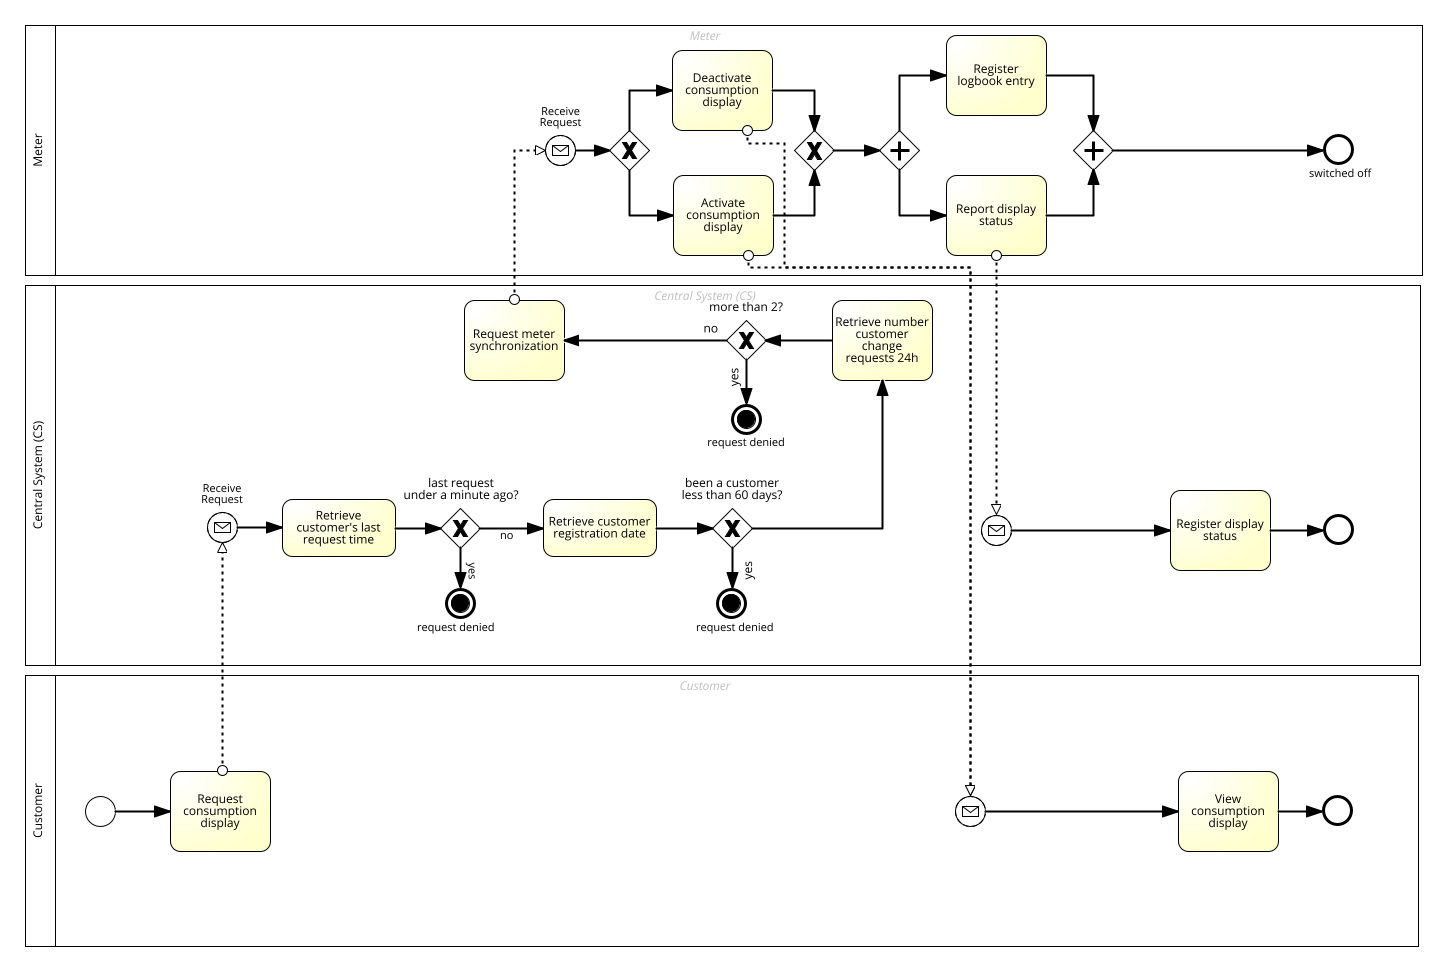 Meter
Meter
Receive
Request
Deactivate
consumption
display
Activate
consumption
display
Register
logbook entry
Report display
status
switched off
Central System (CS)
Central System (CS)
Request meter
synchronization
no
more than 2?
yes
request denied
Retrieve number
customer
change
requests 24h
Receive
Request
Retrieve
customer's last
request time
last request
under a minute ago?
no
yes
request denied
Retrieve customer
registration date
been a customer
less than 60 days?
yes
request denied
Register display
status
Customer
Customer
Request
consumption
display
View
consumption
display